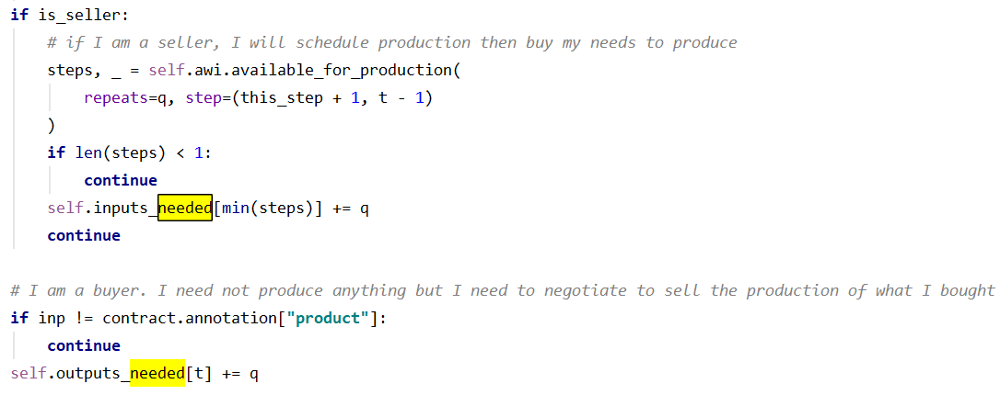 if is_seller:
# if I am a seller, I will schedule production then buy my needs to produce
steps, _ = self.awi.available_for_production(
repeats=q, step=(this_step + 1, t - 1)
)
if len(steps) < 1:
continue
self.inputs_needed[min(steps)] += q
continue
# I am a buyer. I need not produce anything but I need to negotiate to sell the production of what I bought
if inp != contract.annotation["product"]:
continue
self.outputs_needed[t] += q